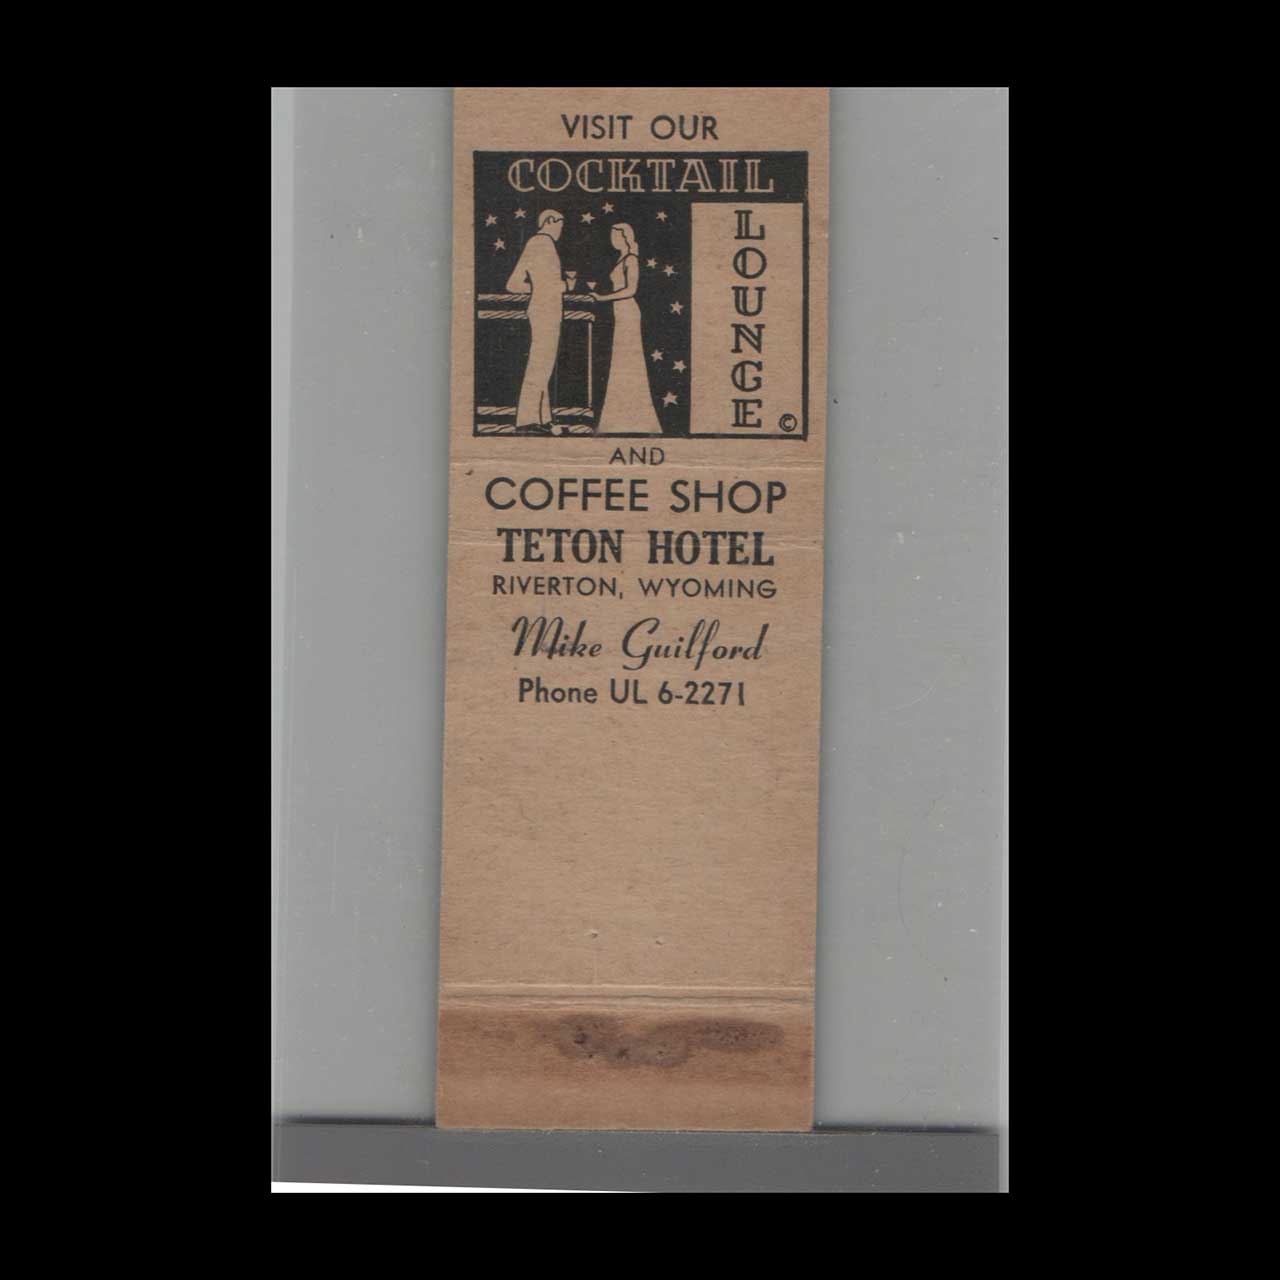 VISIT OUR
COCKTAIL
LOUNGE
©
AND
COFFEE SHOP
TETON HOTEL
RIVERTON, WYOMING
Mike Guilford
Phone UL 6-2271